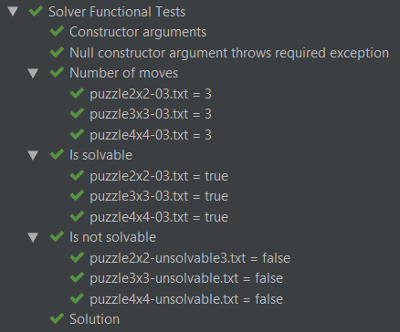 Solver Functional Tests
Constructor arguments
Null constructor argument throws required exception
Number of moves
puzzle2x2-03.txt = 3
puzzle3x3-03.txt = 3
puzzle4x4-03.txt = 3
Is solvable
puzzle2x2-03.txt = true
puzzle3x3-03.txt = true
puzzle4x4-03.txt = true
Is not solvable
puzzle2x2-unsolvable3.txt = false
puzzle3x3-unsolvable.txt = false
puzzle4x4-unsolvable.txt = false
Solution